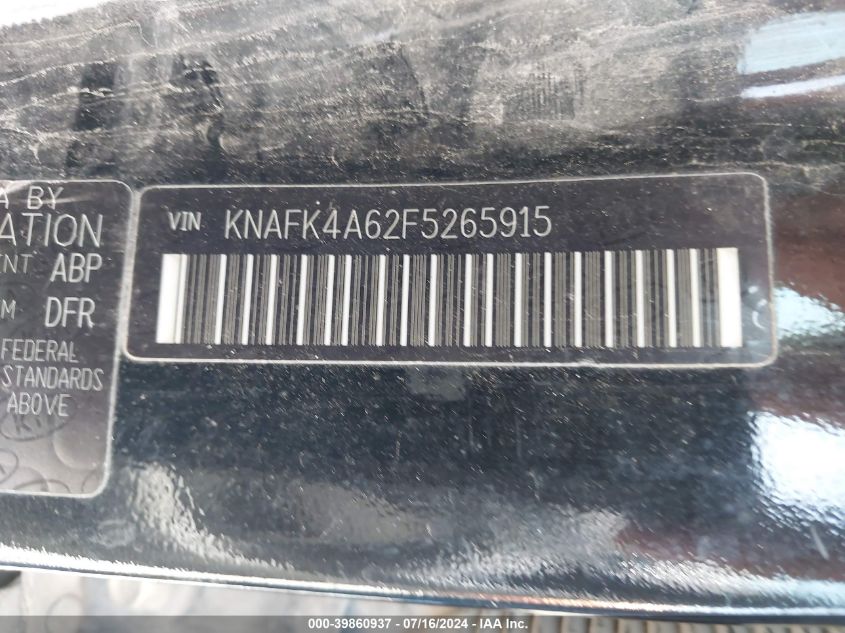 A BY
ATION
NT ABP
M DFR
FEDERAL
STANDARDS
ABOVE
VIN KNAFK4A62F5265915
000-39860937 - 07/16/2024 - IAA Inc.